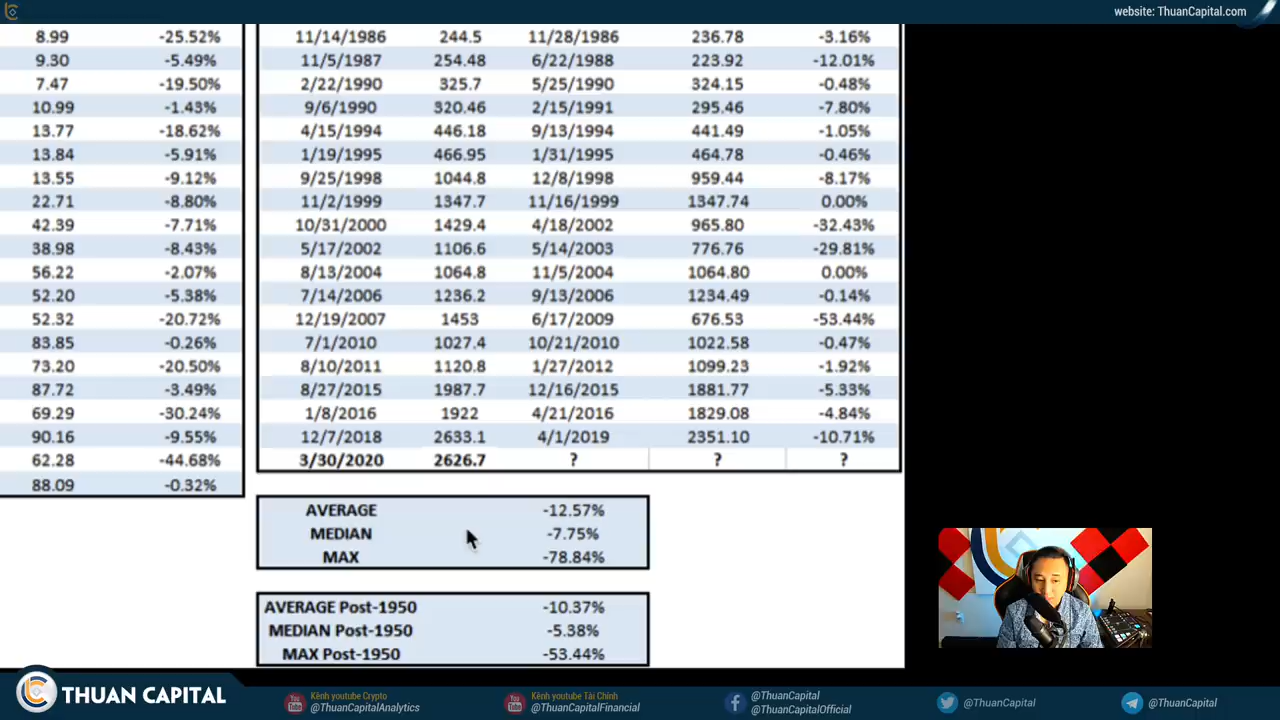 website: ThuanCapital.com
8.99 -25.52% 11/14/1986 244.5 11/28/1986 236.78 -3.16%
9.30 -5.49% 11/5/1987 254.48 6/22/1988 223.92 -12.01%
7.47 -19.50% 2/22/1990 325.7 5/25/1990 324.15 -0.48%
10.99 -1.43% 9/6/1990 320.46 2/15/1991 295.46 -7.80%
13.77 -18.62% 4/15/1994 446.18 9/13/1994 441.49 -1.05%
13.84 -5.91% 1/19/1995 466.95 1/31/1995 464.78 -0.46%
13.55 -9.12% 9/25/1998 1044.8 12/8/1998 959.44 -8.17%
22.71 -8.80% 11/2/1999 1347.7 11/16/1999 1347.74 0.00%
42.39 -7.71% 10/31/2000 1429.4 4/18/2002 965.80 -32.43%
38.98 -8.43% 5/17/2002 1106.6 5/14/2003 776.76 -29.81%
56.22 -2.07% 8/13/2004 1064.8 11/5/2004 1064.80 0.00%
52.20 -5.38% 7/14/2006 1236.2 9/13/2006 1234.49 -0.14%
52.32 -20.72% 12/19/2007 1453 6/17/2009 676.53 -53.44%
83.85 -0.26% 7/1/2010 1027.4 10/21/2010 1022.58 -0.47%
73.20 -20.50% 8/10/2011 1120.8 1/27/2012 1099.23 -1.92%
87.72 -3.49% 8/27/2015 1987.7 12/16/2015 1881.77 -5.33%
69.29 -30.24% 1/8/2016 1922 4/21/2016 1829.08 -4.84%
90.16 -9.55% 12/7/2018 2633.1 4/1/2019 2351.10 -10.71%
62.28 -44.68% 3/30/2020 2626.7 ? ? ?
88.09 -0.32%
AVERAGE -12.57%
MEDIAN -7.75%
MAX -78.84%
AVERAGE Post-1950 -10.37%
MEDIAN Post-1950 -5.38%
MAX Post-1950 -53.44%
THUAN CAPITAL
Kênh youtube Crypto
@ThuanCapitalAnalytics
Kênh youtube Tài Chính
@ThuanCapitalFinancial
@ThuanCapital
@ThuanCapitalOfficial
@ThuanCapital
@ThuanCapital